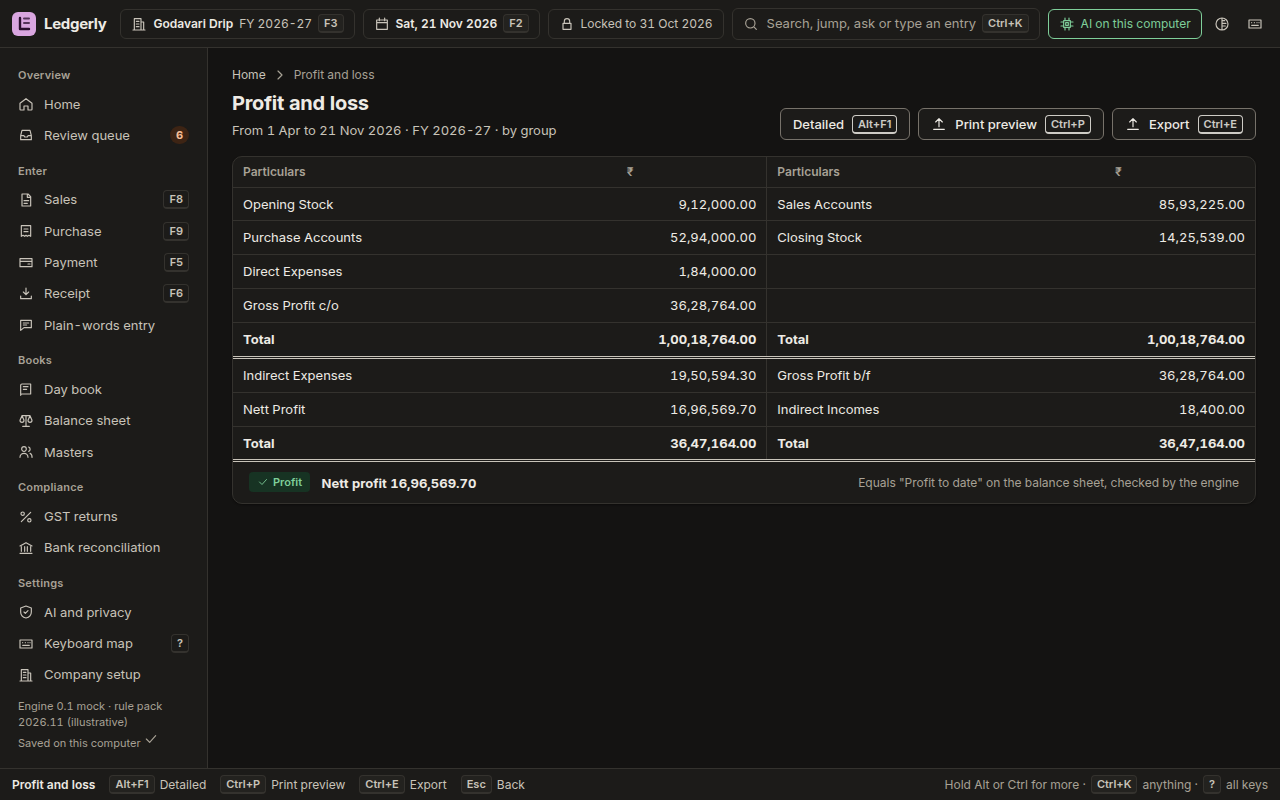 Ledgerly
Godavari Drip FY 2026-27 F3
Sat, 21 Nov 2026 F2
Locked to 31 Oct 2026
Search, jump, ask or type an entry Ctrl+K
AI on this computer
Overview
Home
Review queue 6
Enter
Sales F8
Purchase F9
Payment F5
Receipt F6
Plain-words entry
Books
Day book
Balance sheet
Masters
Compliance
GST returns
Bank reconciliation
Settings
AI and privacy
Keyboard map ?
Company setup
Engine 0.1 mock · rule pack
2026.11 (illustrative)
Saved on this computer
Home Profit and loss
Profit and loss
From 1 Apr to 21 Nov 2026 · FY 2026-27 · by group
Detailed Alt+F1
Print preview Ctrl+P
Export Ctrl+E
Particulars ₹ Particulars ₹
Opening Stock 9,12,000.00 Sales Accounts 85,93,225.00
Purchase Accounts 52,94,000.00 Closing Stock 14,25,539.00
Direct Expenses 1,84,000.00
Gross Profit c/o 36,28,764.00
Total 1,00,18,764.00 Total 1,00,18,764.00
Indirect Expenses 19,50,594.30 Gross Profit b/f 36,28,764.00
Nett Profit 16,96,569.70 Indirect Incomes 18,400.00
Total 36,47,164.00 Total 36,47,164.00
Profit Nett profit 16,96,569.70 Equals "Profit to date" on the balance sheet, checked by the engine
Profit and loss Alt+F1 Detailed Ctrl+P Print preview Ctrl+E Export Esc Back
Hold Alt or Ctrl for more · Ctrl+K anything · ? all keys